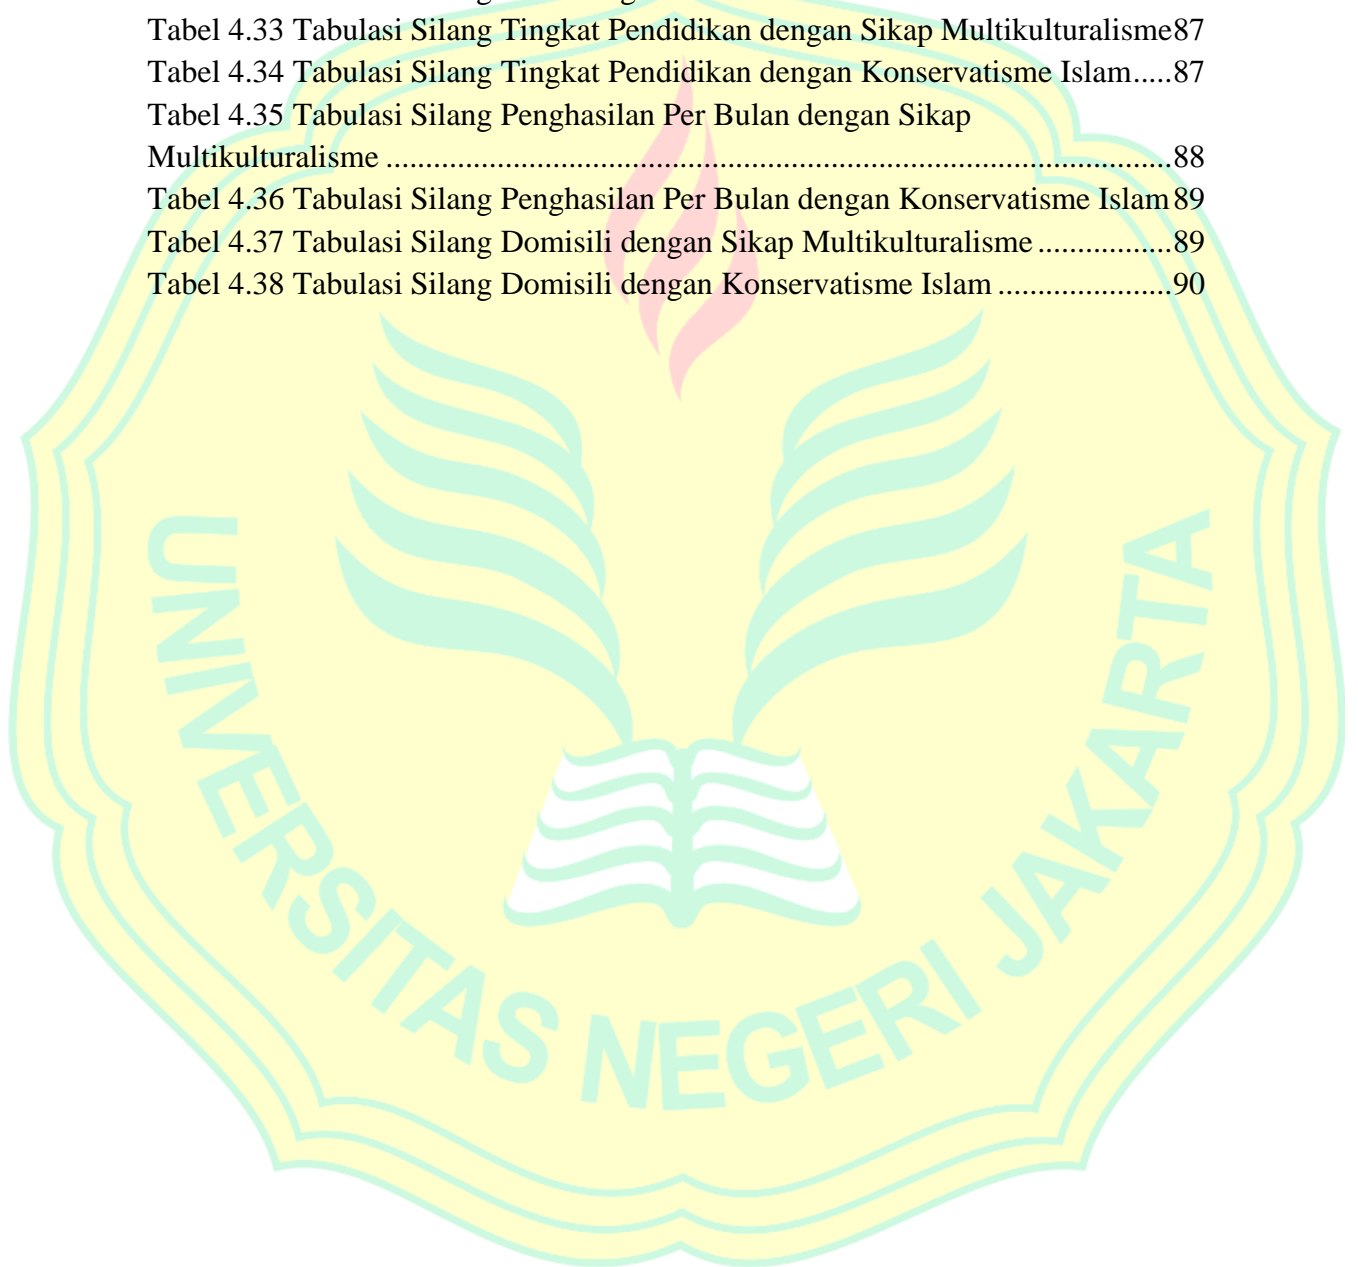 Tabel 4.33 Tabulasi Silang Tingkat Pendidikan dengan Sikap Multikulturalisme87
Tabel 4.34 Tabulasi Silang Tingkat Pendidikan dengan Konservatisme Islam.....87
Tabel 4.35 Tabulasi Silang Penghasilan Per Bulan dengan Sikap
Multikulturalisme ...................................................................................................88
Tabel 4.36 Tabulasi Silang Penghasilan Per Bulan dengan Konservatisme Islam 89
Tabel 4.37 Tabulasi Silang Domisili dengan Sikap Multikulturalisme .................89
Tabel 4.38 Tabulasi Silang Domisili dengan Konservatisme Islam ......................90
UNIVERSITAS NEGERI JAKARTA